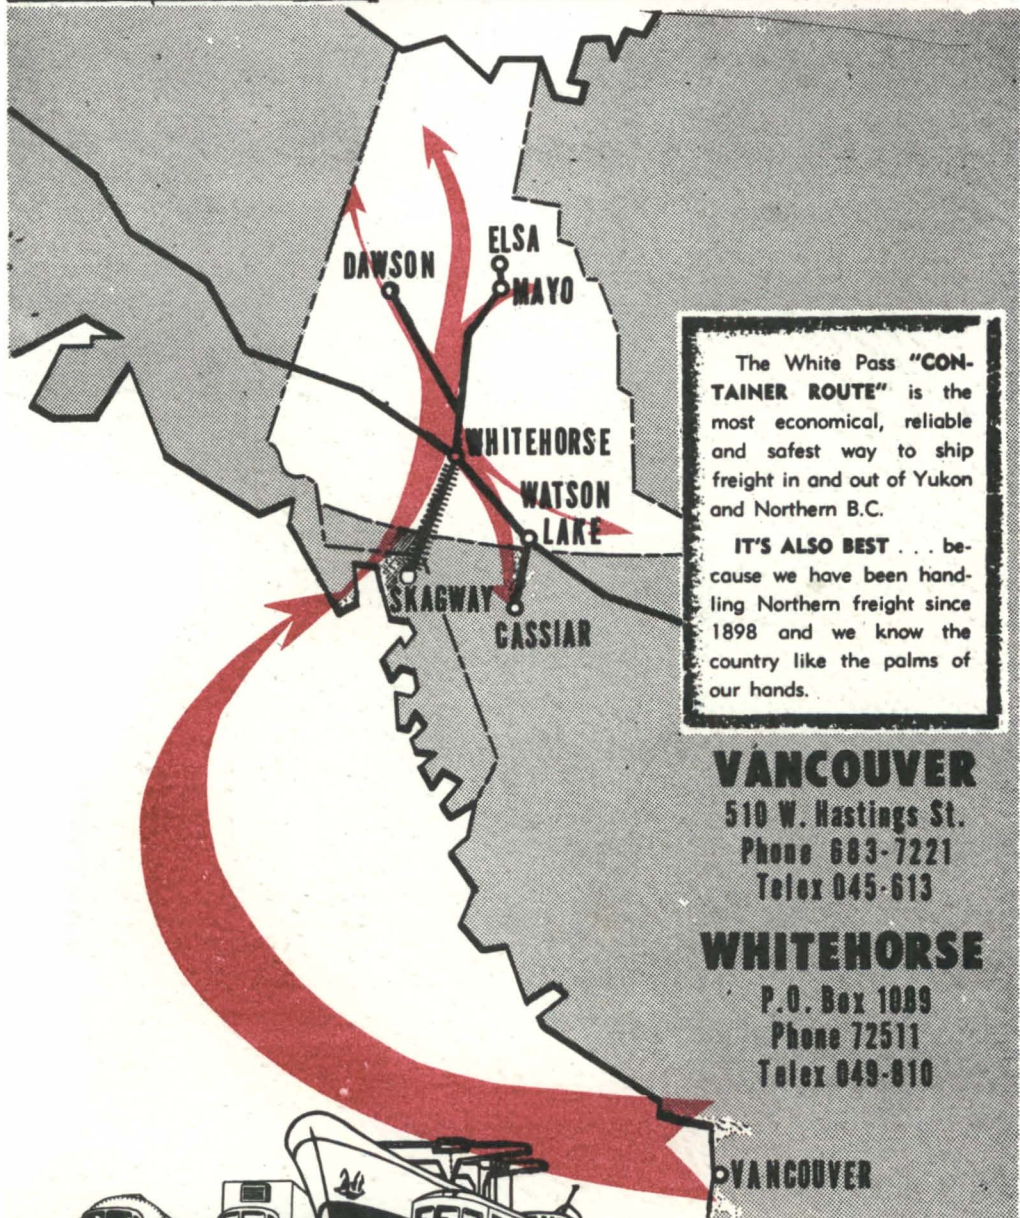 ELSA
DAWSON
MAYO
WHITEHORSE
WATSON
LAKE
SKAGWAY
CASSIAR
The White Pass "CON-
TAINER ROUTE" is the
most economical, reliable
and safest way to ship
freight in and out of Yukon
and Northern B.C.
IT'S ALSO BEST . . . be-
cause we have been hand-
ling Northern freight since
1898 and we know the
country like the palms of
our hands.
VANCOUVER
510 W. Hastings St.
Phone 683-7221
Telex 045-613
WHITEHORSE
P.O. Box 1089
Phone 72511
Telex 049-810
VANCOUVER